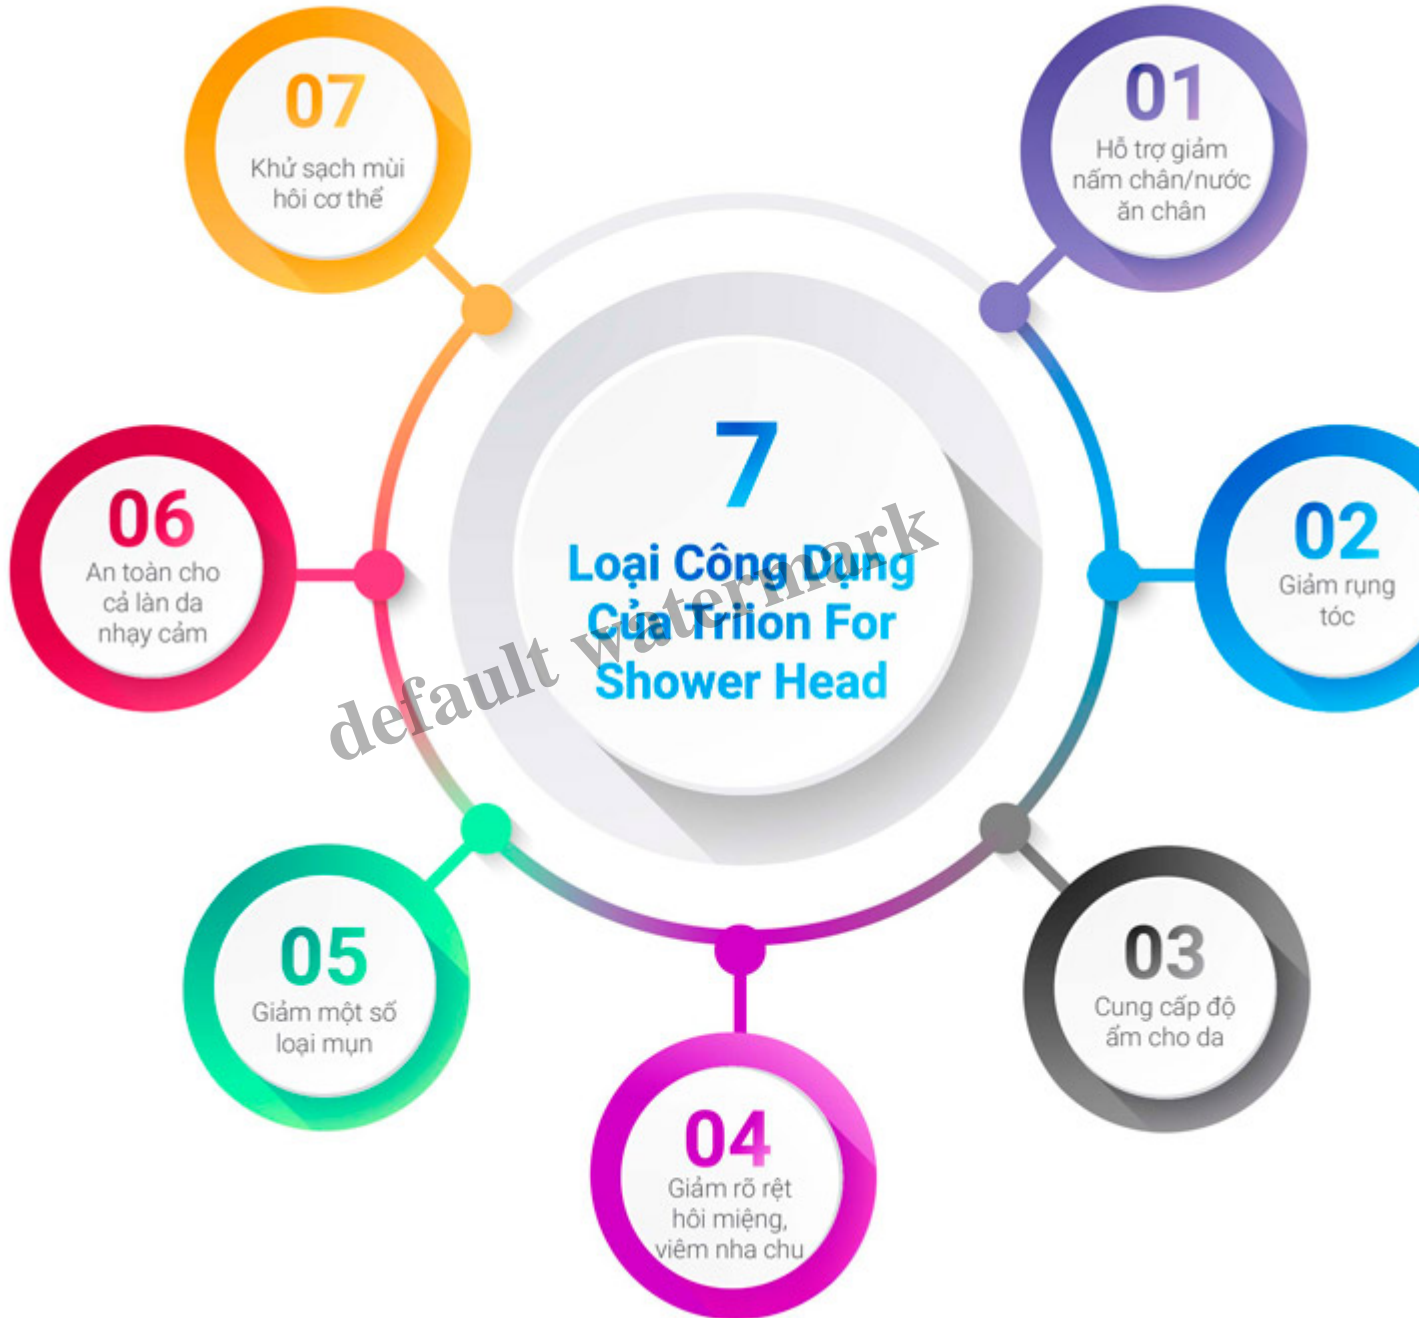 7
Loại Công Dụng
Của Triion For
Shower Head
01
Hỗ trợ giảm
nấm chân/nước
ăn chân
02
Giảm rụng
tóc
03
Cung cấp độ
ẩm cho da
04
Giảm rõ rệt
hôi miệng,
viêm nha chu
05
Giảm một số
loại mụn
06
An toàn cho
cả làn da
nhạy cảm
07
Khử sạch mùi
hôi cơ thể
default watermark